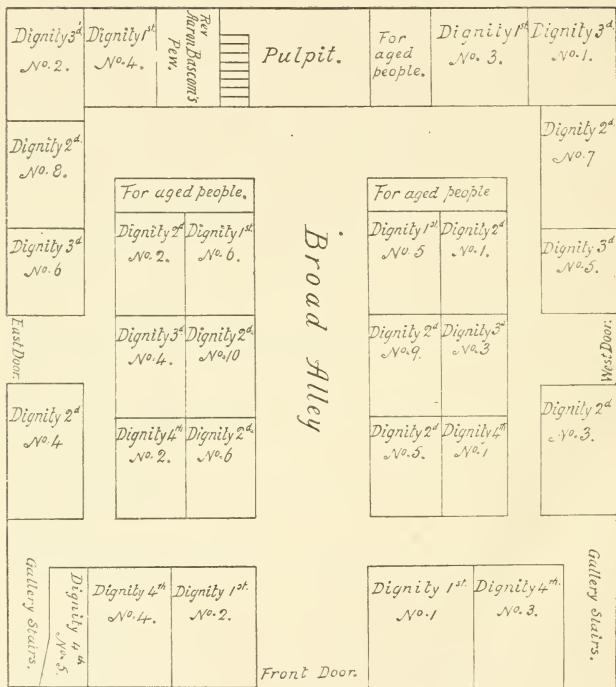 Dignity 3d
No. 2.
Dignity 1st
No. 4.
Rev
Aaron Bascom's
Pew.
Pulpit.
For
aged
people.
Dignity 1st
No. 3.
Dignity 3d
No. 1.
Dignity 2d
No. 8.
Dignity 2d
No. 7
For aged people.
For aged people
Dignity 3d
No. 6
Dignity 2d
No. 2.
Dignity 1st.
No. 6.
Broad Alley
Dignity 1st.
No. 5
Dignity 2d
No. 1.
Dignity 3d
No. 5.
East Door.
Dignity 3d
No. 4.
Dignity 2d.
No. 10
Dignity 2d
No. 9.
Dignity 3d
No. 3
West Door.
Dignity 2d
No. 4
Dignity 4th
No. 2.
Dignity 2d.
No. 6
Dignity 2d
No. 5.
Dignity 4th
No. 1
Dignity 2d
No. 3.
Gallery Stairs.
Dignity 4th
No. 5.
Dignity 4th
No. 4.
Dignity 1st.
No. 2.
Front Door.
Dignity 1st.
No. 1
Dignity 4th.
No. 3.
Gallery Stairs.